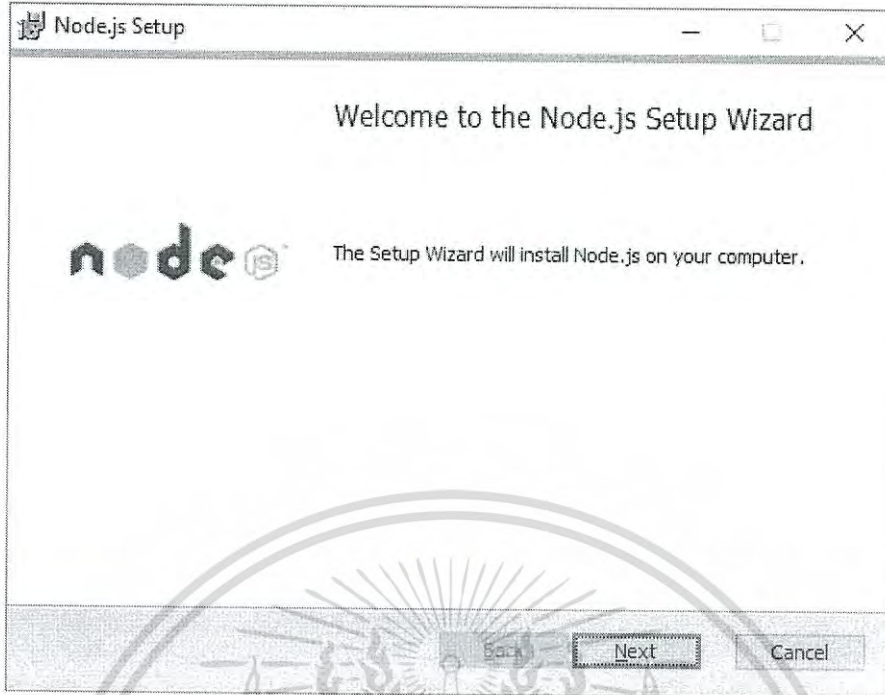 Node.js Setup
Welcome to the Node.js Setup Wizard
node JS
The Setup Wizard will install Node.js on your computer.
Back Next Cancel